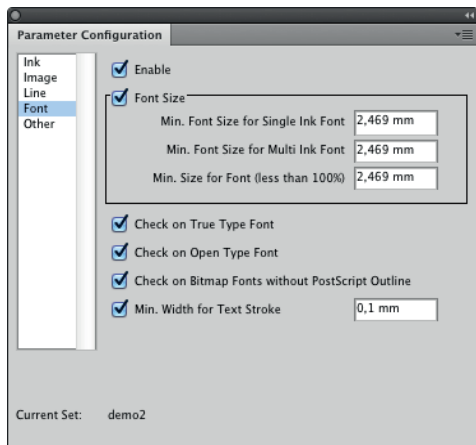 Parameter Configuration
Ink
Image
Line
Font
Other
Enable
Font Size
Min. Font Size for Single Ink Font 2,469 mm
Min. Font Size for Multi Ink Font 2,469 mm
Min. Size for Font (less than 100%) 2,469 mm
Check on True Type Font
Check on Open Type Font
Check on Bitmap Fonts without PostScript Outline
Min. Width for Text Stroke 0,1 mm
Current Set: demo2